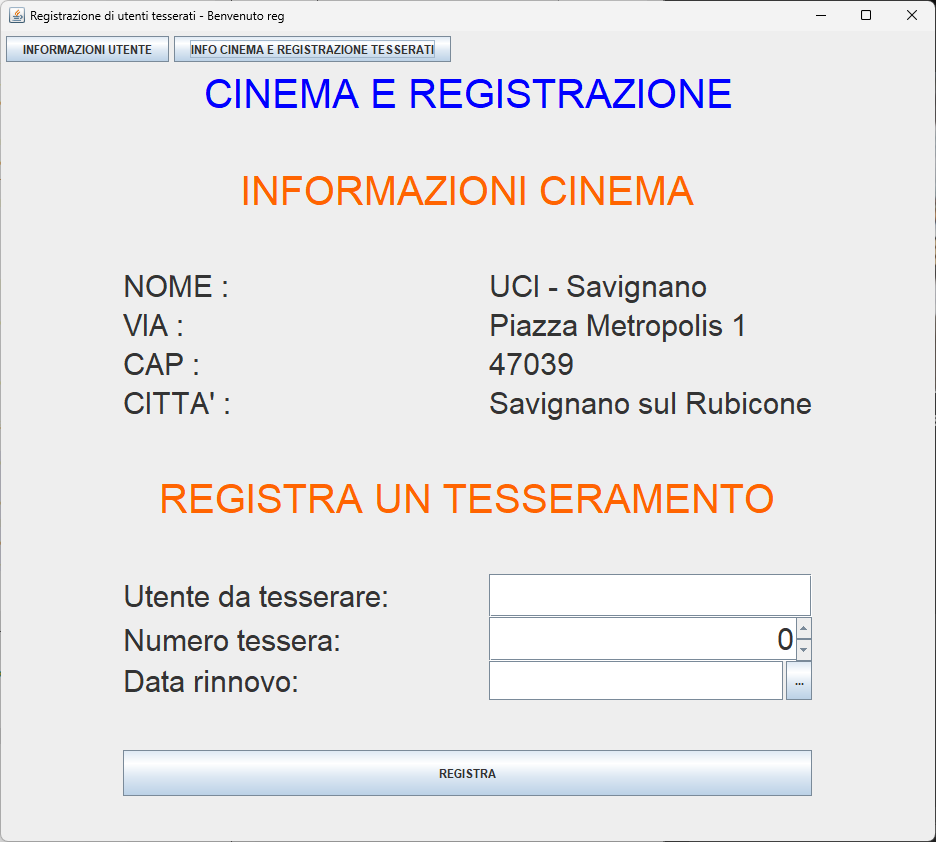 Registrazione di utenti tesserati - Benvenuto reg
INFORMAZIONI UTENTE INFO CINEMA E REGISTRAZIONE TESSERATI
CINEMA E REGISTRAZIONE
INFORMAZIONI CINEMA
NOME : UCI - Savignano
VIA : Piazza Metropolis 1
CAP : 47039
CITTA' : Savignano sul Rubicone
REGISTRA UN TESSERAMENTO
Utente da tesserare:
Numero tessera: 0
Data rinnovo: ...
REGISTRA